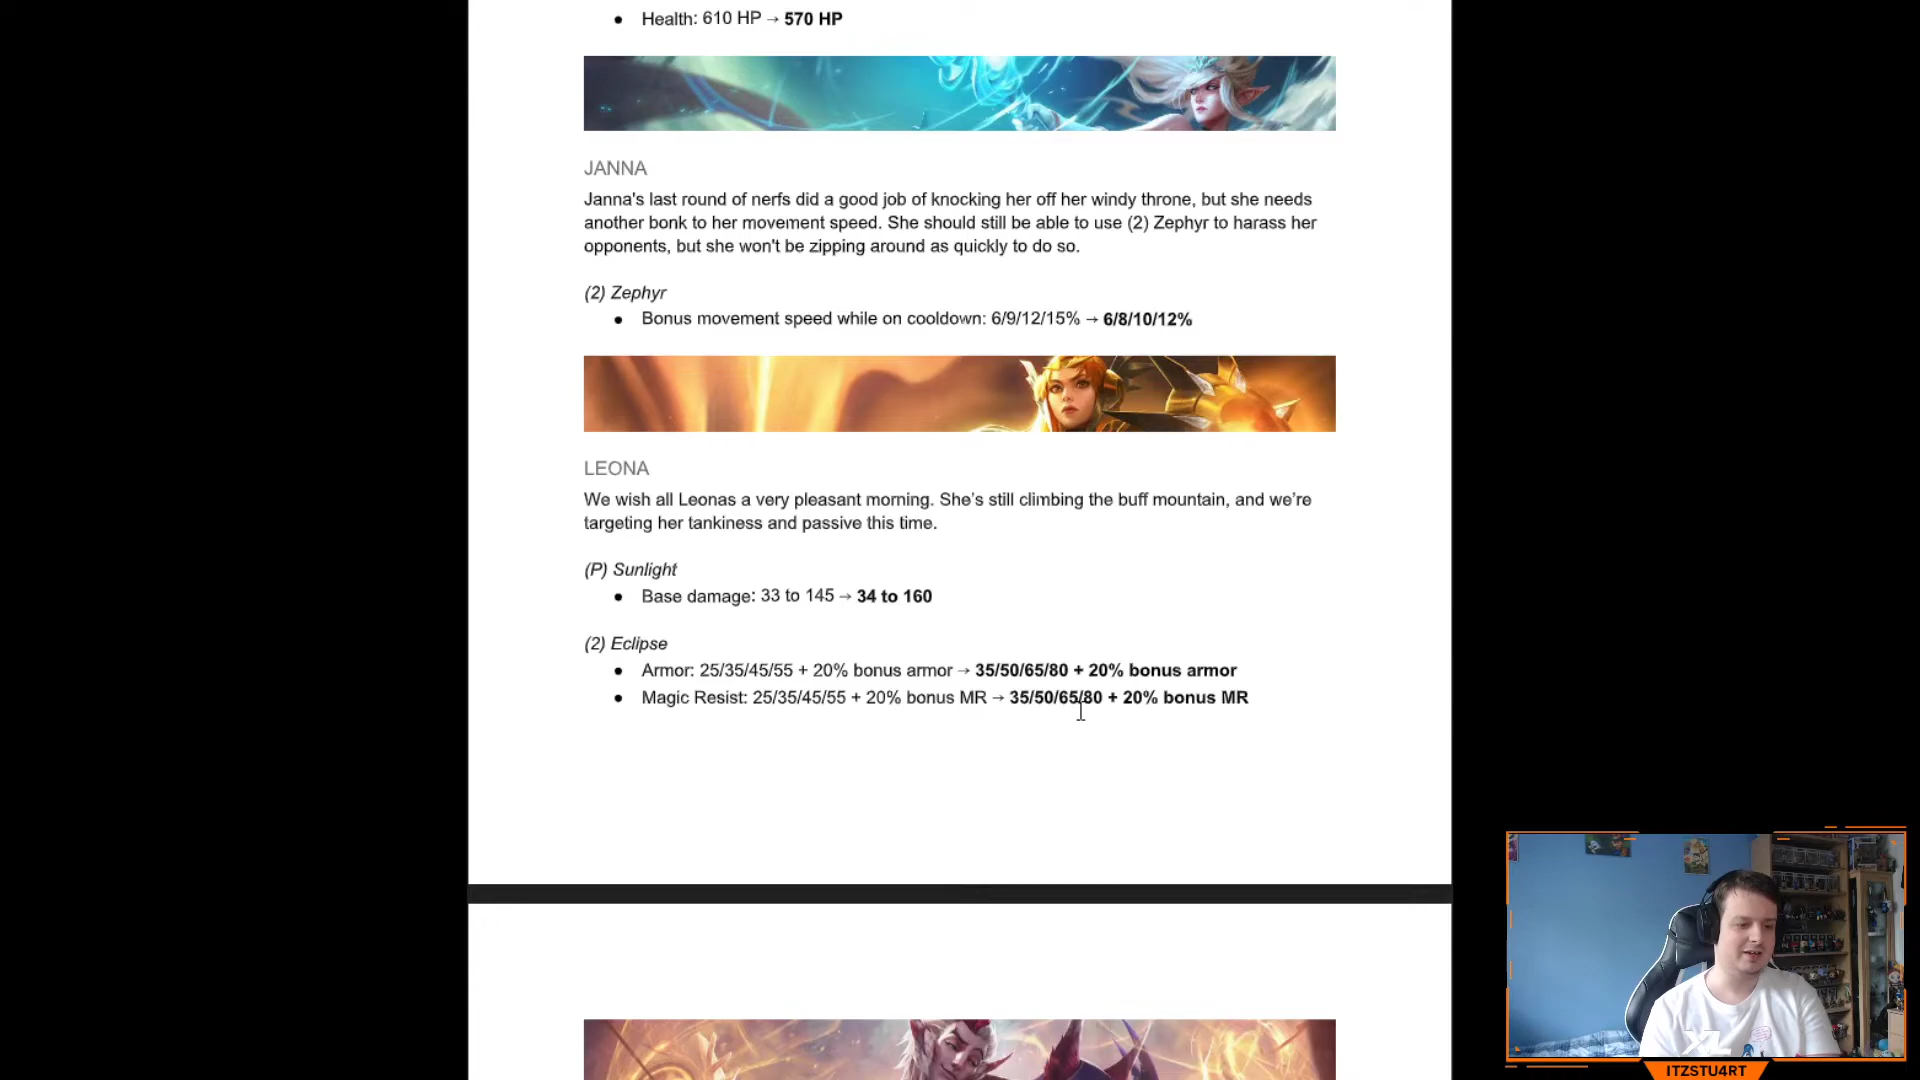 • Health: 610 HP → 570 HP
JANNA
Janna's last round of nerfs did a good job of knocking her off her windy throne, but she needs
another bonk to her movement speed. She should still be able to use (2) Zephyr to harass her
opponents, but she won't be zipping around as quickly to do so.
(2) Zephyr
• Bonus movement speed while on cooldown: 6/9/12/15% → 6/8/10/12%
LEONA
We wish all Leonas a very pleasant morning. She’s still climbing the buff mountain, and we’re
targeting her tankiness and passive this time.
(P) Sunlight
• Base damage: 33 to 145 → 34 to 160
(2) Eclipse
• Armor: 25/35/45/55 + 20% bonus armor → 35/50/65/80 + 20% bonus armor
• Magic Resist: 25/35/45/55 + 20% bonus MR → 35/50/65/80 + 20% bonus MR
ITZSTU4RT